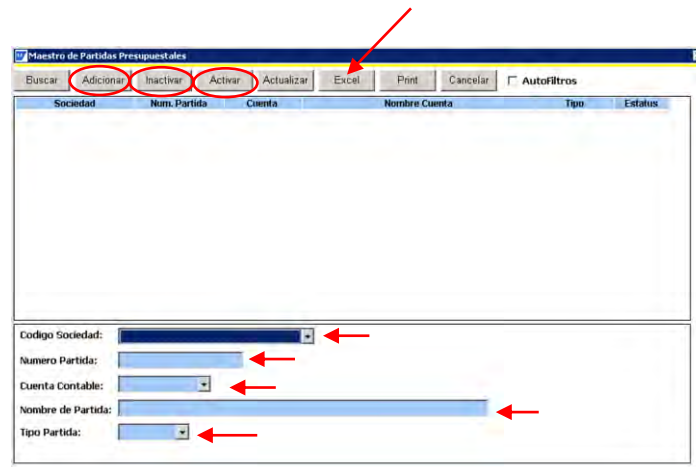 Maestro de Partidas Presupuestales
Buscar Adicionar Inactivar Activar Actualizar Excel Print Cancelar AutoFiltros
Sociedad Num. Partida Cuenta Nombre Cuenta Tipo Estatus
Codigo Sociedad:
Numero Partida:
Cuenta Contable:
Nombre de Partida:
Tipo Partida: